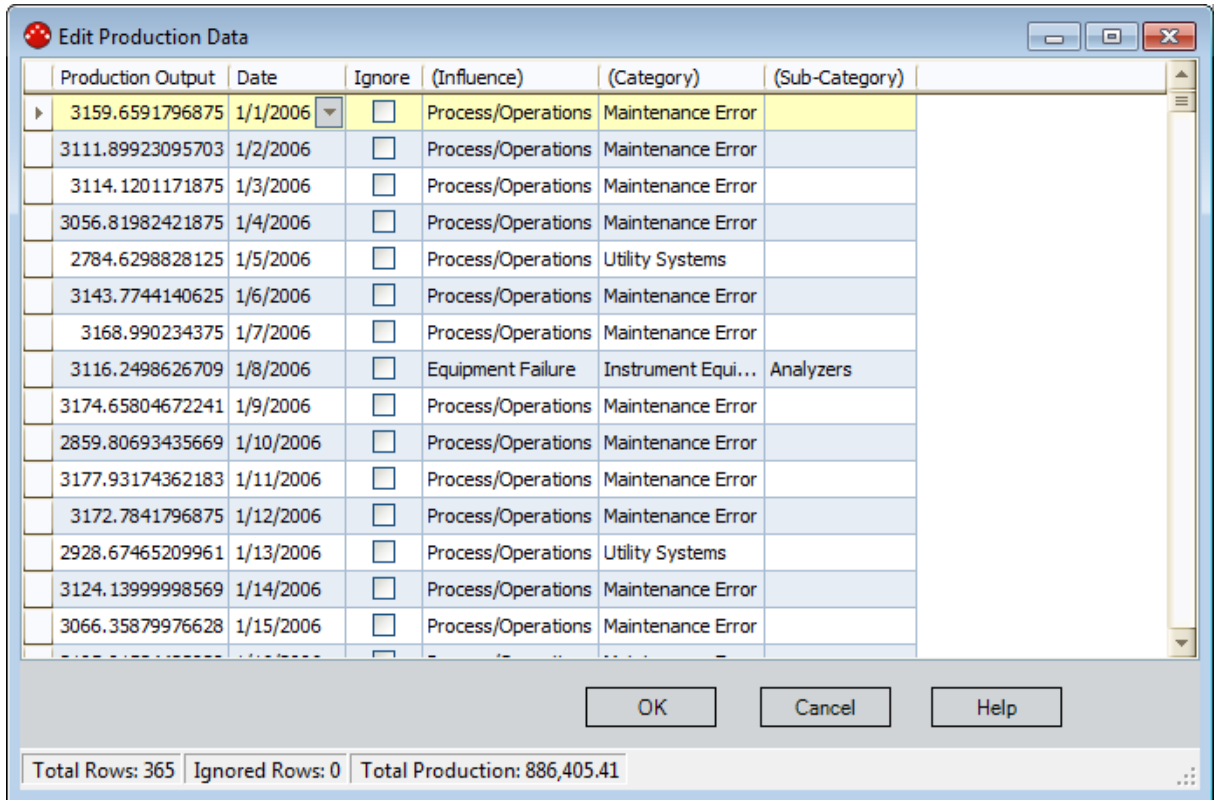 Edit Production Data
Production Output Date Ignore (Influence) (Category) (Sub-Category)
3159.6591796875 1/1/2006 Process/Operations Maintenance Error
3111.89923095703 1/2/2006 Process/Operations Maintenance Error
3114.1201171875 1/3/2006 Process/Operations Maintenance Error
3056.81982421875 1/4/2006 Process/Operations Maintenance Error
2784.6298828125 1/5/2006 Process/Operations Utility Systems
3143.7744140625 1/6/2006 Process/Operations Maintenance Error
3168.990234375 1/7/2006 Process/Operations Maintenance Error
3116.2498626709 1/8/2006 Equipment Failure Instrument Equi... Analyzers
3174.65804672241 1/9/2006 Process/Operations Maintenance Error
2859.80693435669 1/10/2006 Process/Operations Maintenance Error
3177.93174362183 1/11/2006 Process/Operations Maintenance Error
3172.7841796875 1/12/2006 Process/Operations Maintenance Error
2928.67465209961 1/13/2006 Process/Operations Utility Systems
3124.13999998569 1/14/2006 Process/Operations Maintenance Error
3066.35879976628 1/15/2006 Process/Operations Maintenance Error
OK Cancel Help
Total Rows: 365 Ignored Rows: 0 Total Production: 886,405.41